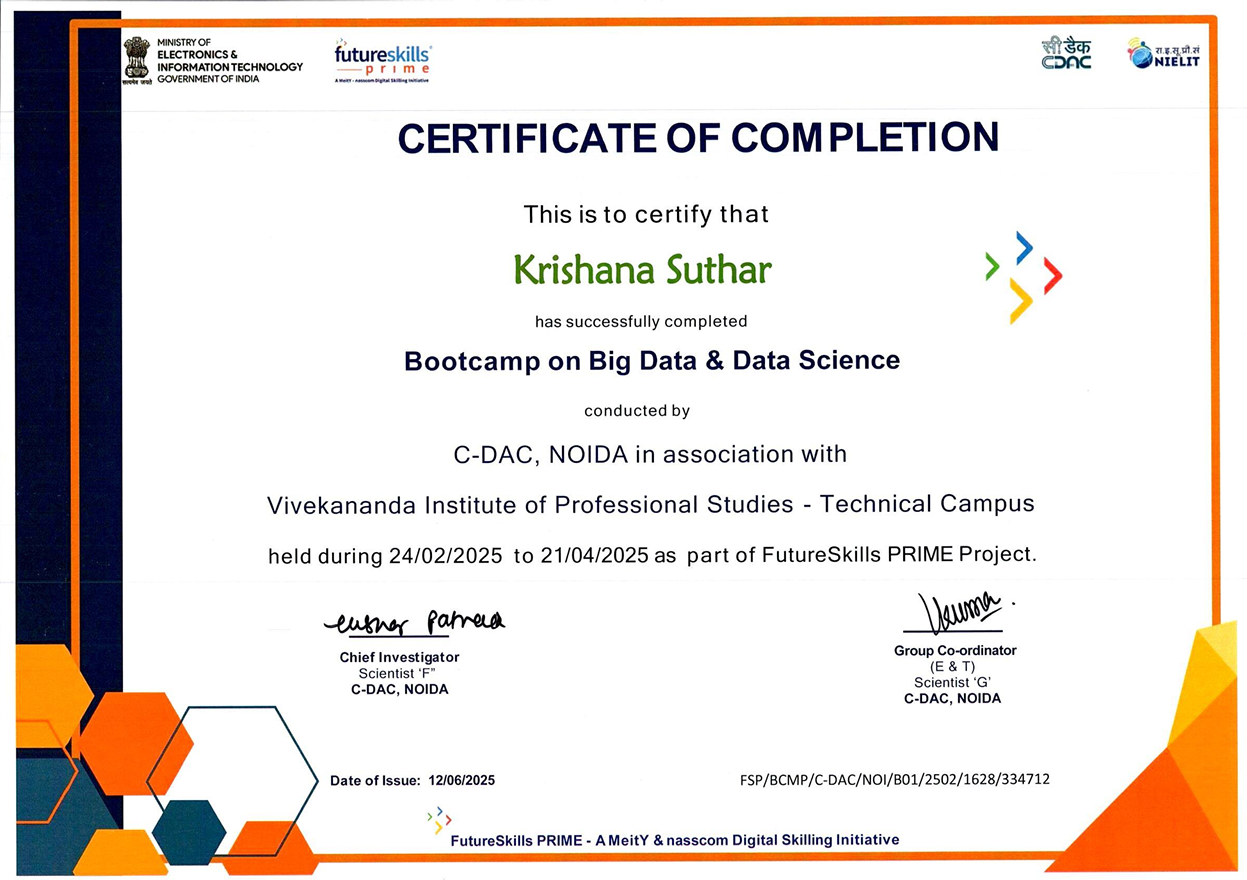 MINISTRY OF
ELECTRONICS &
INFORMATION TECHNOLOGY
GOVERNMENT OF INDIA
सत्यमेव जयते
futureskills
prime
A MeitY - nasscom Digital Skilling Initiative
सी डैक
CDAC
रा.इ.सू.प्रौ.सं
NIELIT
CERTIFICATE OF COMPLETION
This is to certify that
Krishana Suthar
has successfully completed
Bootcamp on Big Data & Data Science
conducted by
C-DAC, NOIDA in association with
Vivekananda Institute of Professional Studies - Technical Campus
held during 24/02/2025 to 21/04/2025 as part of FutureSkills PRIME Project.
Chief Investigator
Scientist ‘F”
C-DAC, NOIDA
Group Co-ordinator
(E & T)
Scientist ‘G’
C-DAC, NOIDA
Date of Issue: 12/06/2025
FSP/BCMP/C-DAC/NOI/B01/2502/1628/334712
FutureSkills PRIME - A MeitY & nasscom Digital Skilling Initiative